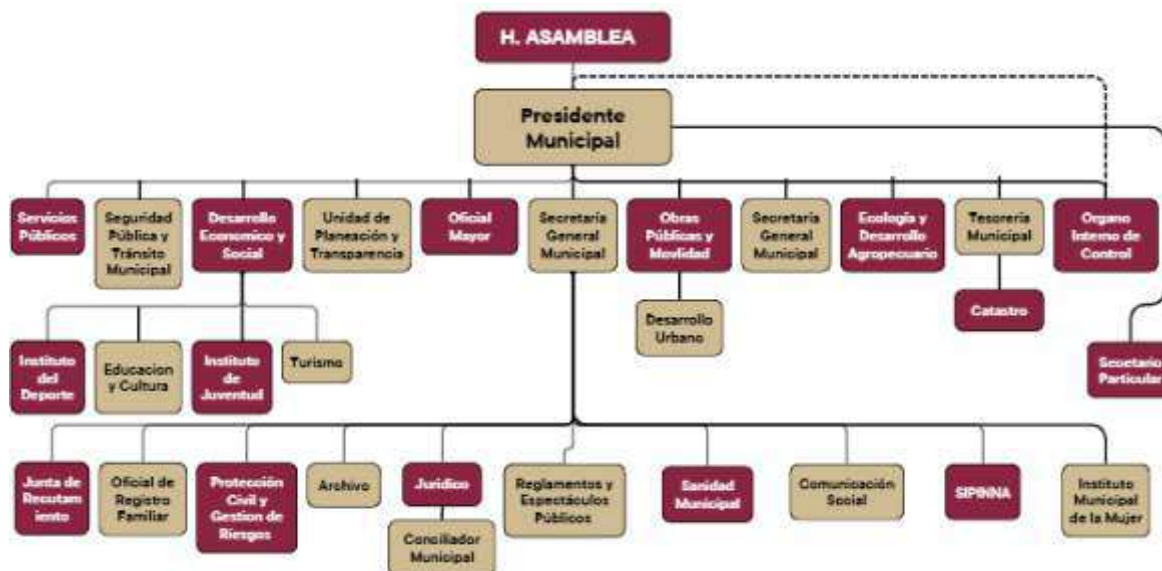 H. ASAMBLEA
Presidente
Municipal
Servicios
Públicos
Seguridad
Pública y
Tránsito
Municipal
Desarrollo
Economico y
Social
Unidad de
Planeación y
Transparencia
Oficial
Mayor
Secretaría
General
Municipal
Obras
Públicas y
Movlidad
Secretaría
General
Municipal
Ecología y
Desarrollo
Agropecuario
Tesorería
Municipal
Organo
Interno de
Control
Instituto
del
Deporte
Educacion
y Cultura
Instituto
de
Juventud
Turismo
Desarrollo
Urbano
Catastro
Secetario
Particular
Junta de
Recutam
iento
Oficial de
Registro
Familiar
Protección
Civil y
Gestion de
Riesgos
Archivo
Juridico
Conciliador
Municipal
Reglamentos y
Espectáculos
Públicos
Sanidad
Municipal
Comunicación
Social
SIPINNA
Instituto
Municipal
de la Mujer